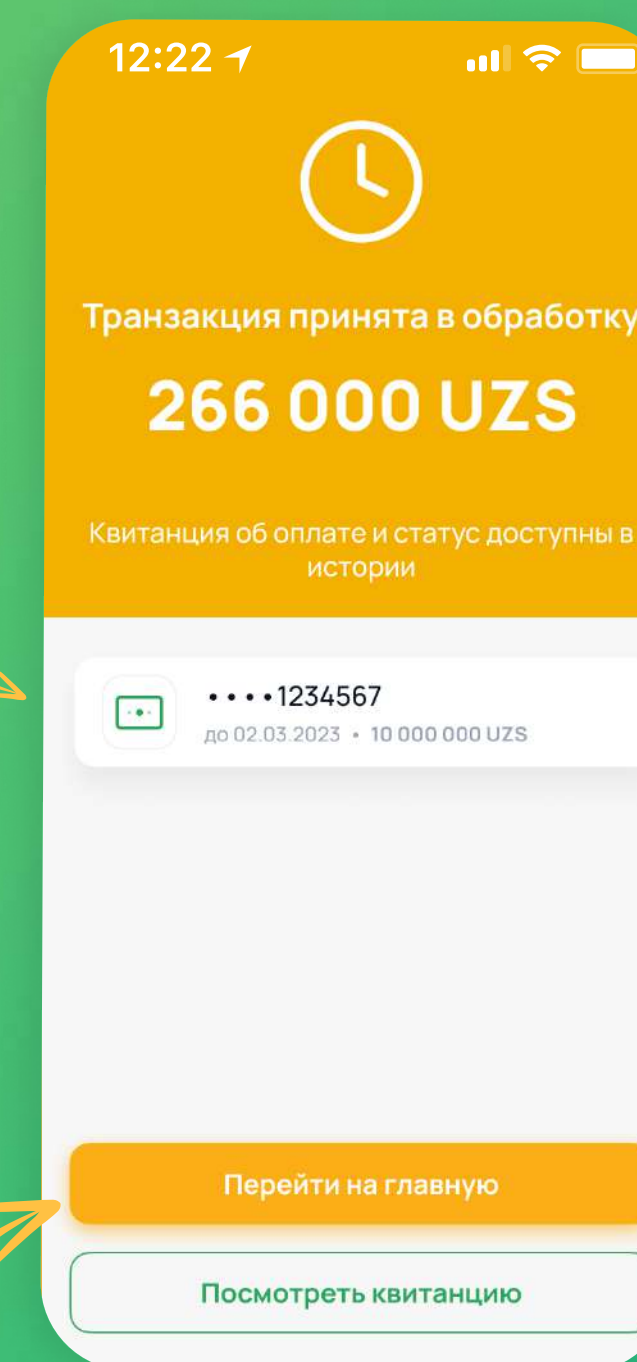 12:22
Транзакция принята в обработку
266 000 UZS
Квитанция об оплате и статус доступны в
истории
••••1234567
до 02.03.2023 • 10 000 000 UZS
Перейти на главную
Посмотреть квитанцию